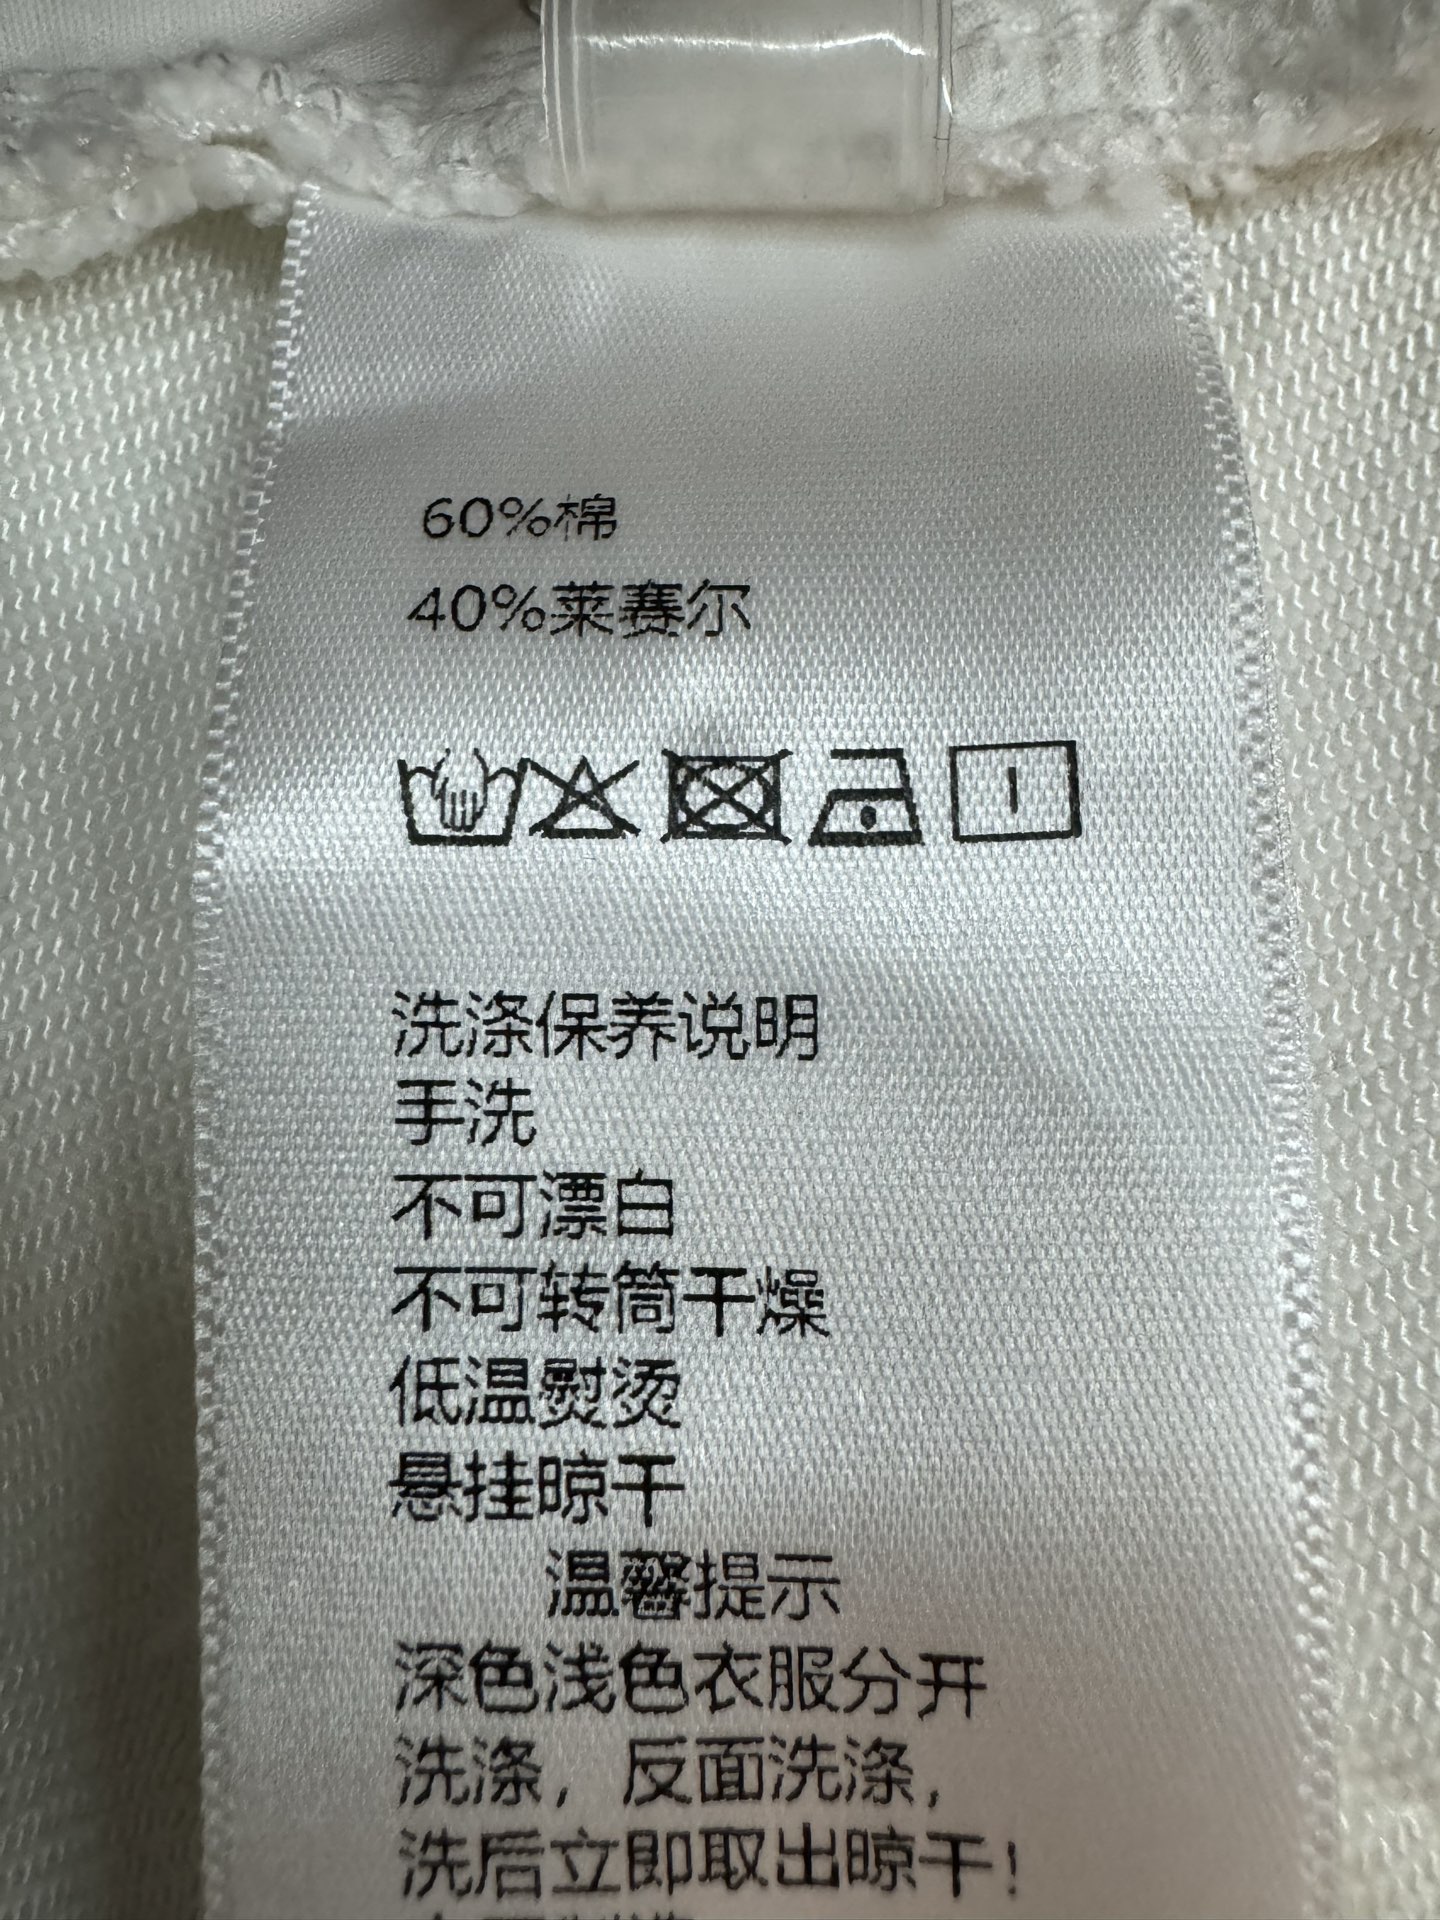 60%棉
40%莱赛尔
洗涤保养说明
手洗
不可漂白
不可转筒干燥
低温熨烫
悬挂晾干
温馨提示
深色浅色衣服分开
洗涤，反面洗涤，
洗后立即取出晾干！